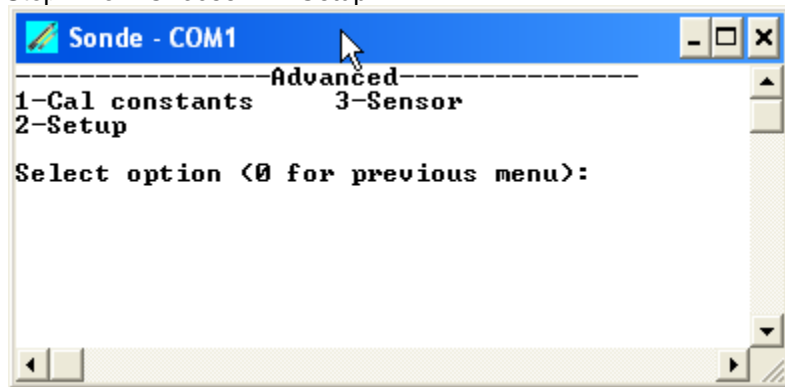 Sonde - COM1
----------------Advanced---------------
1-Cal constants     3-Sensor
2-Setup
Select option (0 for previous menu):